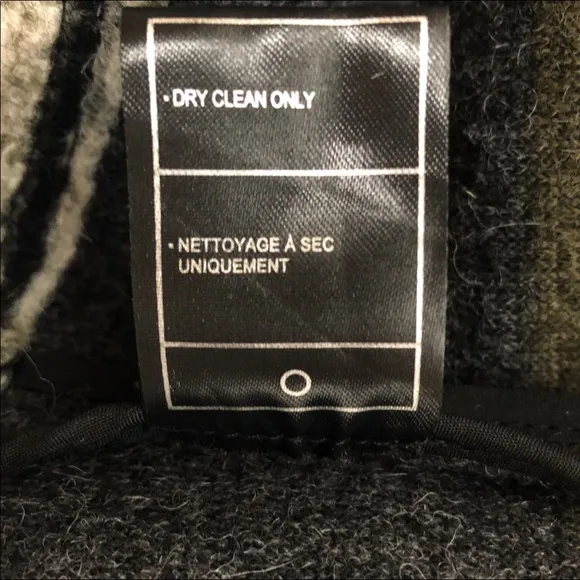 · DRY CLEAN ONLY
· NETTOYAGE À SEC
UNIQUEMENT